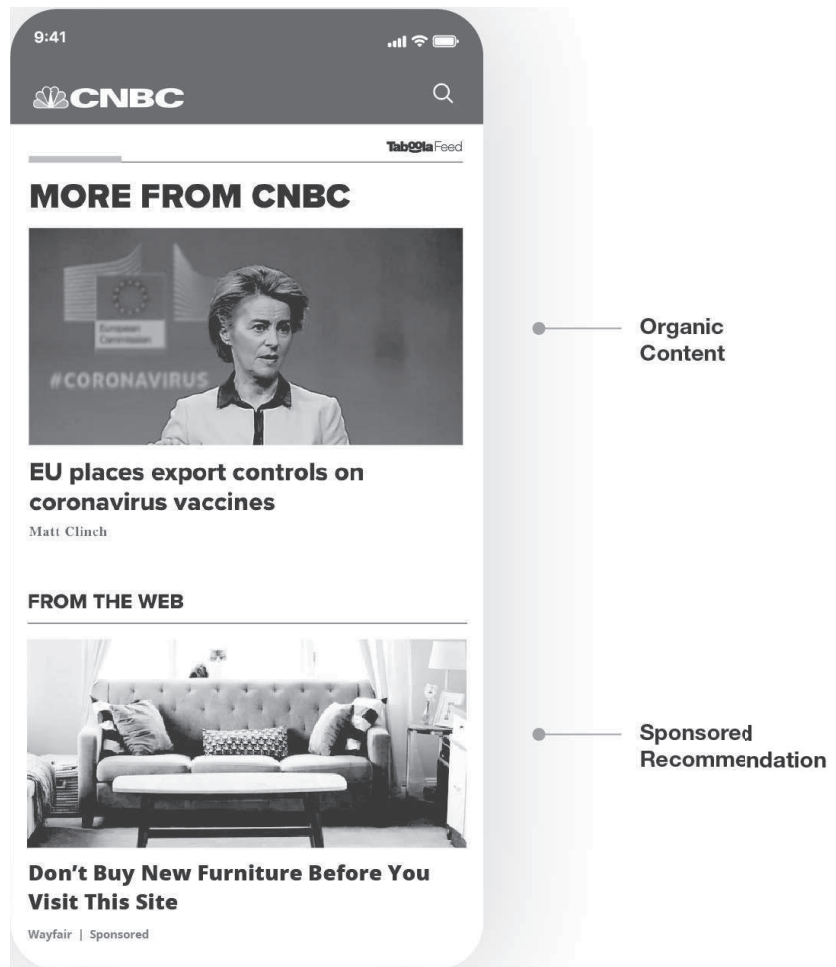 9:41
CNBC
Taboola Feed
MORE FROM CNBC
European
Commission
#CORONAVIRUS
Organic
Content
EU places export controls on
coronavirus vaccines
Matt Clinch
FROM THE WEB
Sponsored
Recommendation
Don’t Buy New Furniture Before You
Visit This Site
Wayfair | Sponsored